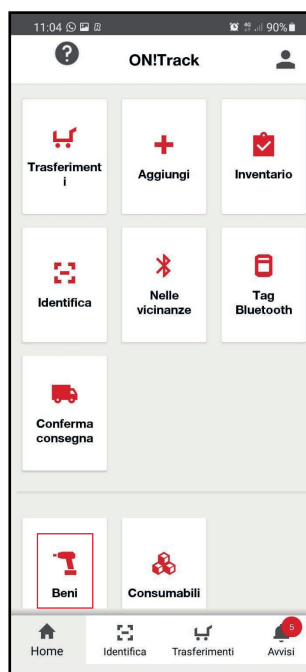 11:04 90%
ON!Track
Trasferiment
i
Aggiungi
Inventario
Identifica
Nelle
vicinanze
Tag
Bluetooth
Conferma
consegna
Beni
Consumabili
5
Home
Identifica
Trasferimenti
Avvisi